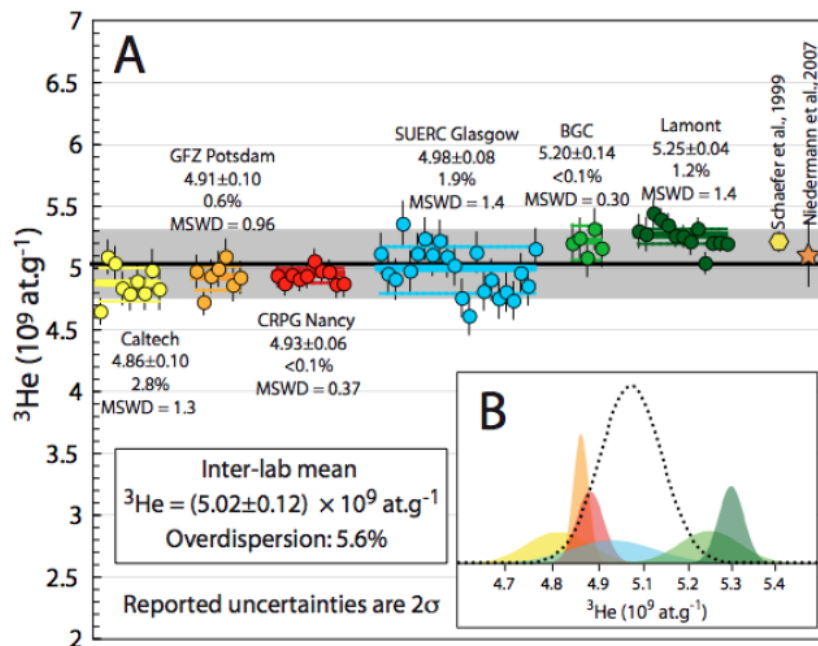 A
7
6.5
6
5.5
5
4.5
4
3.5
3
2.5
2
³He (10⁹ at.g⁻¹)
GFZ Potsdam
4.91±0.10
0.6%
MSWD = 0.96
SUERC Glasgow
4.98±0.08
1.9%
MSWD = 1.4
BGC
5.20±0.14
<0.1%
MSWD = 0.30
Lamont
5.25±0.04
1.2%
MSWD = 1.4
Schaefer et al., 1999
Niedermann et al., 2007
Caltech
4.86±0.10
2.8%
MSWD = 1.3
CRPG Nancy
4.93±0.06
<0.1%
MSWD = 0.37
Inter-lab mean
³He = (5.02±0.12) × 10⁹ at.g⁻¹
Overdispersion: 5.6%
Reported uncertainties are 2σ
B
4.7 4.8 4.9 5.1 5.2 5.3 5.4
³He (10⁹ at.g⁻¹)